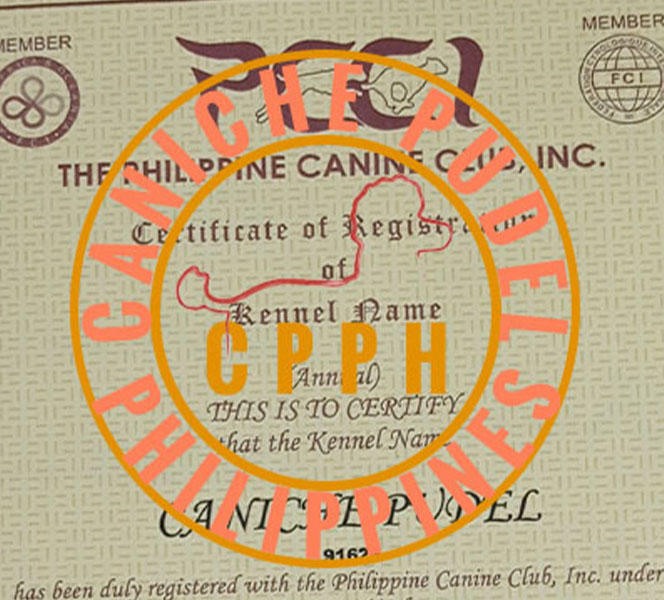 MEMBER
MEMBER
PCCI
FCI
THE PHILIPPINE CANINE CLUB, INC.
Certificate of Registration
of
Kennel Name
(Annual)
THIS IS TO CERTIFY
that the Kennel Name
CANICHE PUDEL
9162
has been duly registered with the Philippine Canine Club, Inc. under
CANICHE PUDEL
PHILIPPINES
CPPH